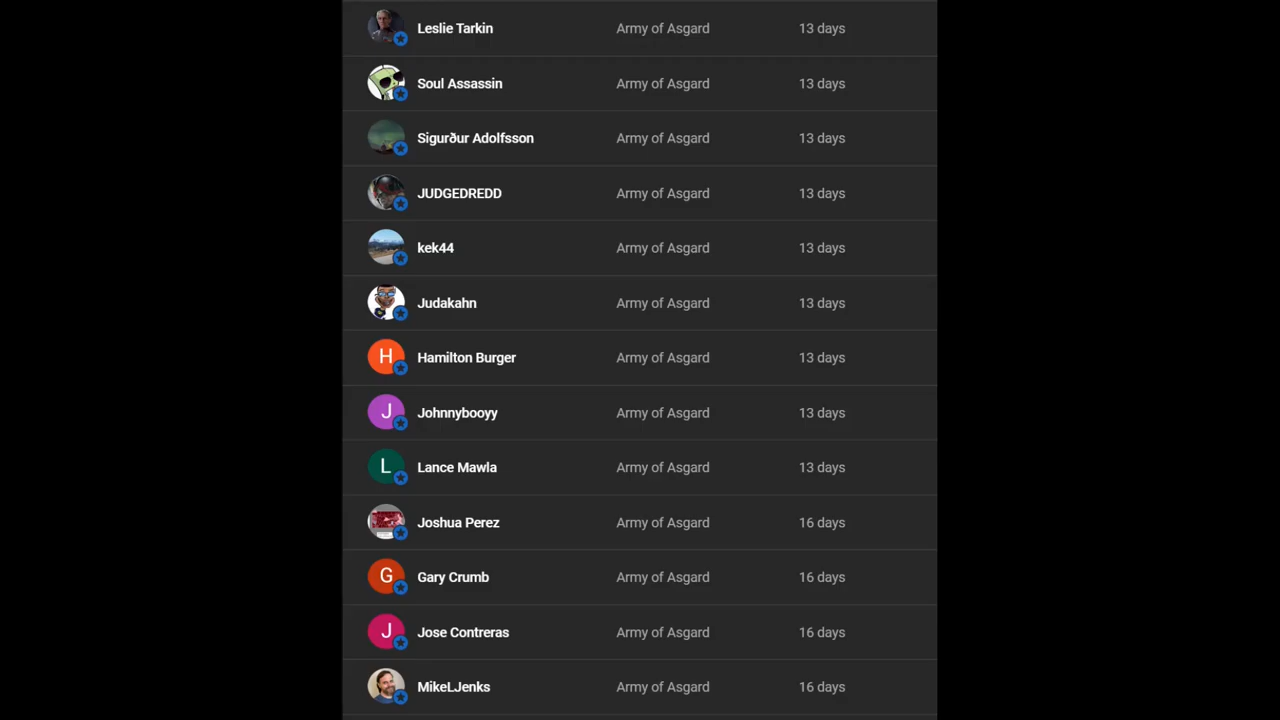 Leslie Tarkin Army of Asgard 13 days
Soul Assassin Army of Asgard 13 days
Sigurður Adolfsson Army of Asgard 13 days
JUDGEDREDD Army of Asgard 13 days
kek44 Army of Asgard 13 days
Judakahn Army of Asgard 13 days
H Hamilton Burger Army of Asgard 13 days
J Johnnybooyy Army of Asgard 13 days
L Lance Mawla Army of Asgard 13 days
Joshua Perez Army of Asgard 16 days
G Gary Crumb Army of Asgard 16 days
J Jose Contreras Army of Asgard 16 days
MikeLJenks Army of Asgard 16 days